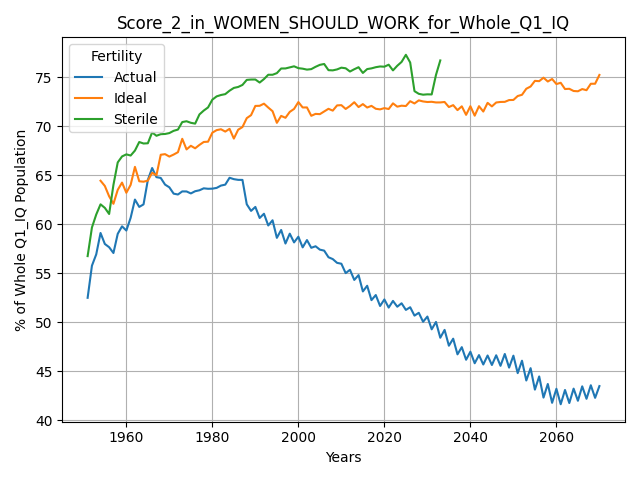 Score_2_in_WOMEN_SHOULD_WORK_for_Whole_Q1_IQ
Fertility
Actual
Ideal
Sterile
% of Whole Q1_IQ Population
75
70
65
60
55
50
45
40
1960
1980
2000
2020
2040
2060
Years